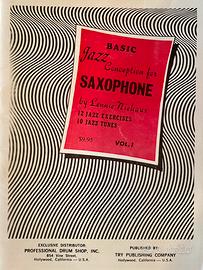 BASIC
Jazz
Conception for
SAXOPHONE
by Lennie Niehaus
12 JAZZ EXERCISES
10 JAZZ TUNES
$9.95
VOL. 1
EXCLUSIVE DISTRIBUTOR:
PROFESSIONAL DRUM SHOP, INC.
854 Vine Street,
Hollywood, California — U.S.A.
PUBLISHED BY:
TRY PUBLISHING COMPANY
Hollywood, California — U.S.A.